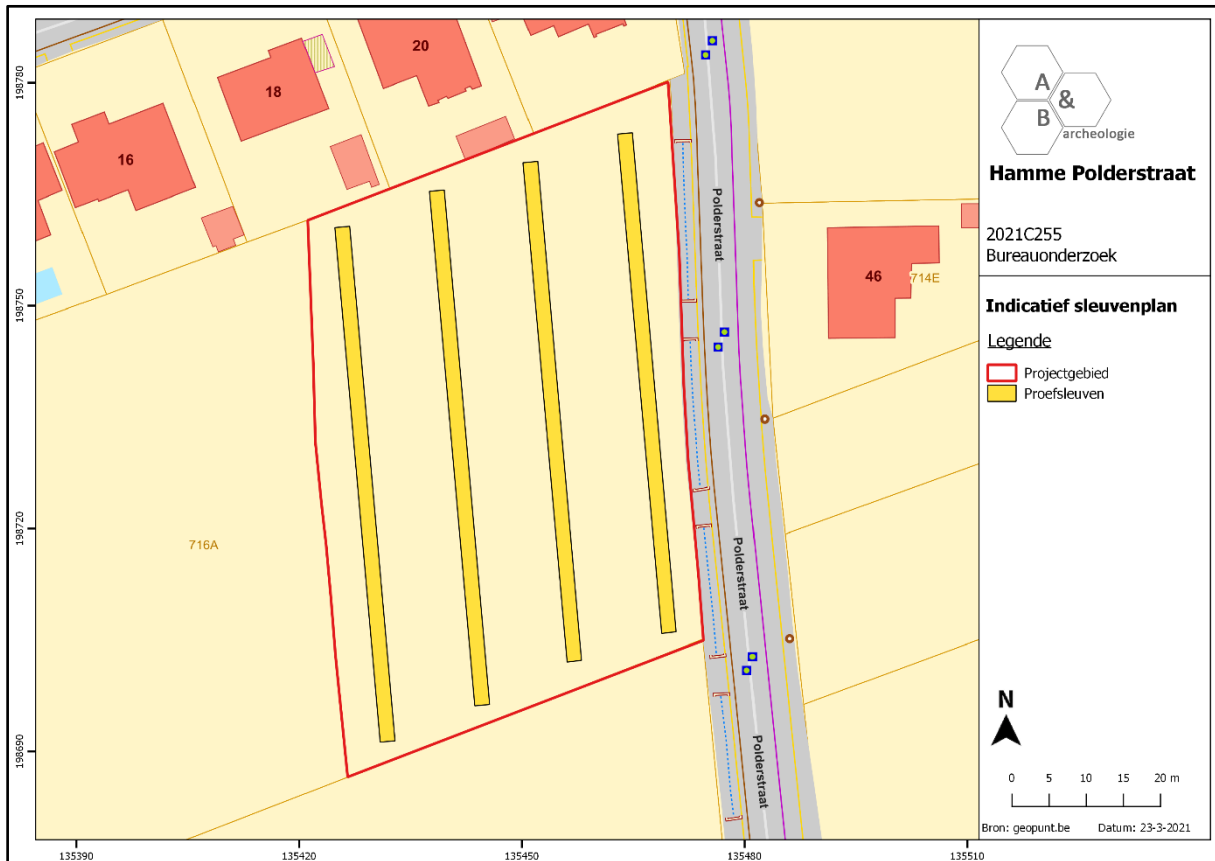 198780
198750
198720
198690
135390
135420
135450
135480
135510
16
18
20
46
714E
716A
Polderstraat
Polderstraat
Polderstraat
A
&
B
archeologie
Hamme Polderstraat
2021C255
Bureauonderzoek
Indicatief sleuvenplan
Legende
Projectgebied
Proefsleuven
N
0 5 10 15 20 m
Bron: geopunt.be Datum: 23-3-2021